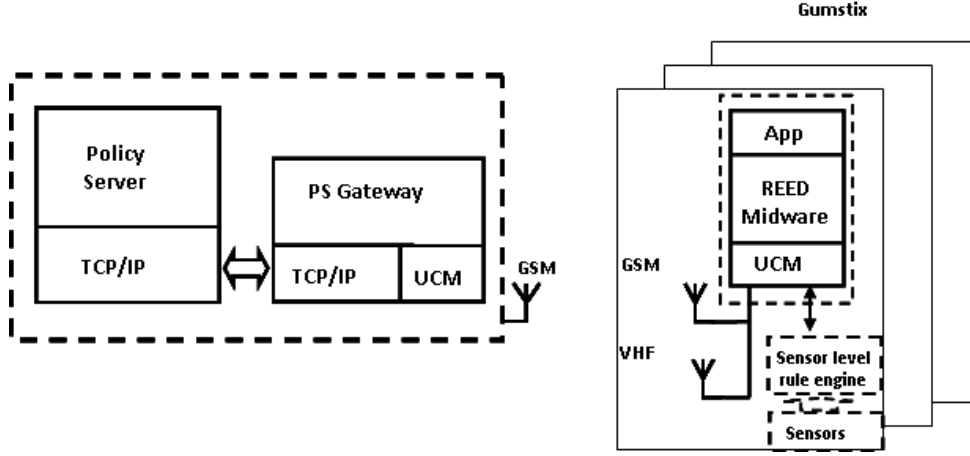 Gumstix
Policy
Server
TCP/IP
PS Gateway
TCP/IP
UCM
GSM
App
REED
Midware
UCM
GSM
VHF
Sensor level
rule engine
Sensors